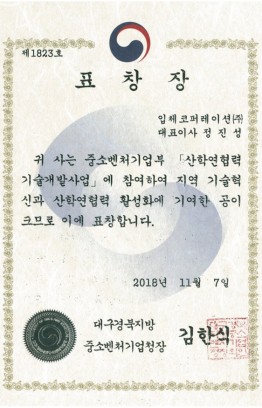 제1823호
표창장
임체코퍼레이션(주)
대표이사 정진성
귀 사는 중소벤처기업부 「산학연협력
기술개발사업」에 참여하여 지역 기술혁
신과 산학연협력 활성화에 기여한 공이
크므로 이에 표창합니다.
2018년 11월 7일
대구경북지방
중소벤처기업청장
김한식